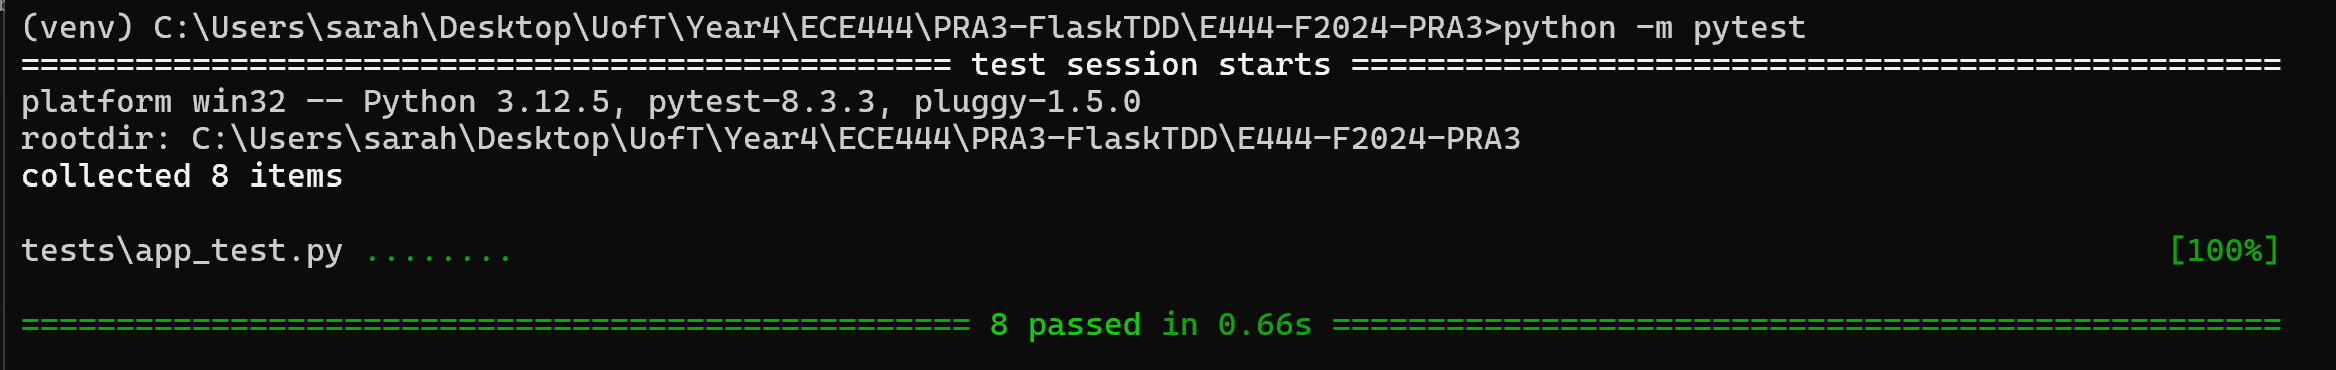 (venv) C:\Users\sarah\Desktop\UofT\Year4\ECE444\PRA3-FlaskTDD\E444-F2024-PRA3>python -m pytest
================================================= test session starts =================================================
platform win32 -- Python 3.12.5, pytest-8.3.3, pluggy-1.5.0
rootdir: C:\Users\sarah\Desktop\UofT\Year4\ECE444\PRA3-FlaskTDD\E444-F2024-PRA3
collected 8 items
tests\app_test.py ........ [100%]
================================================== 8 passed in 0.66s ==================================================